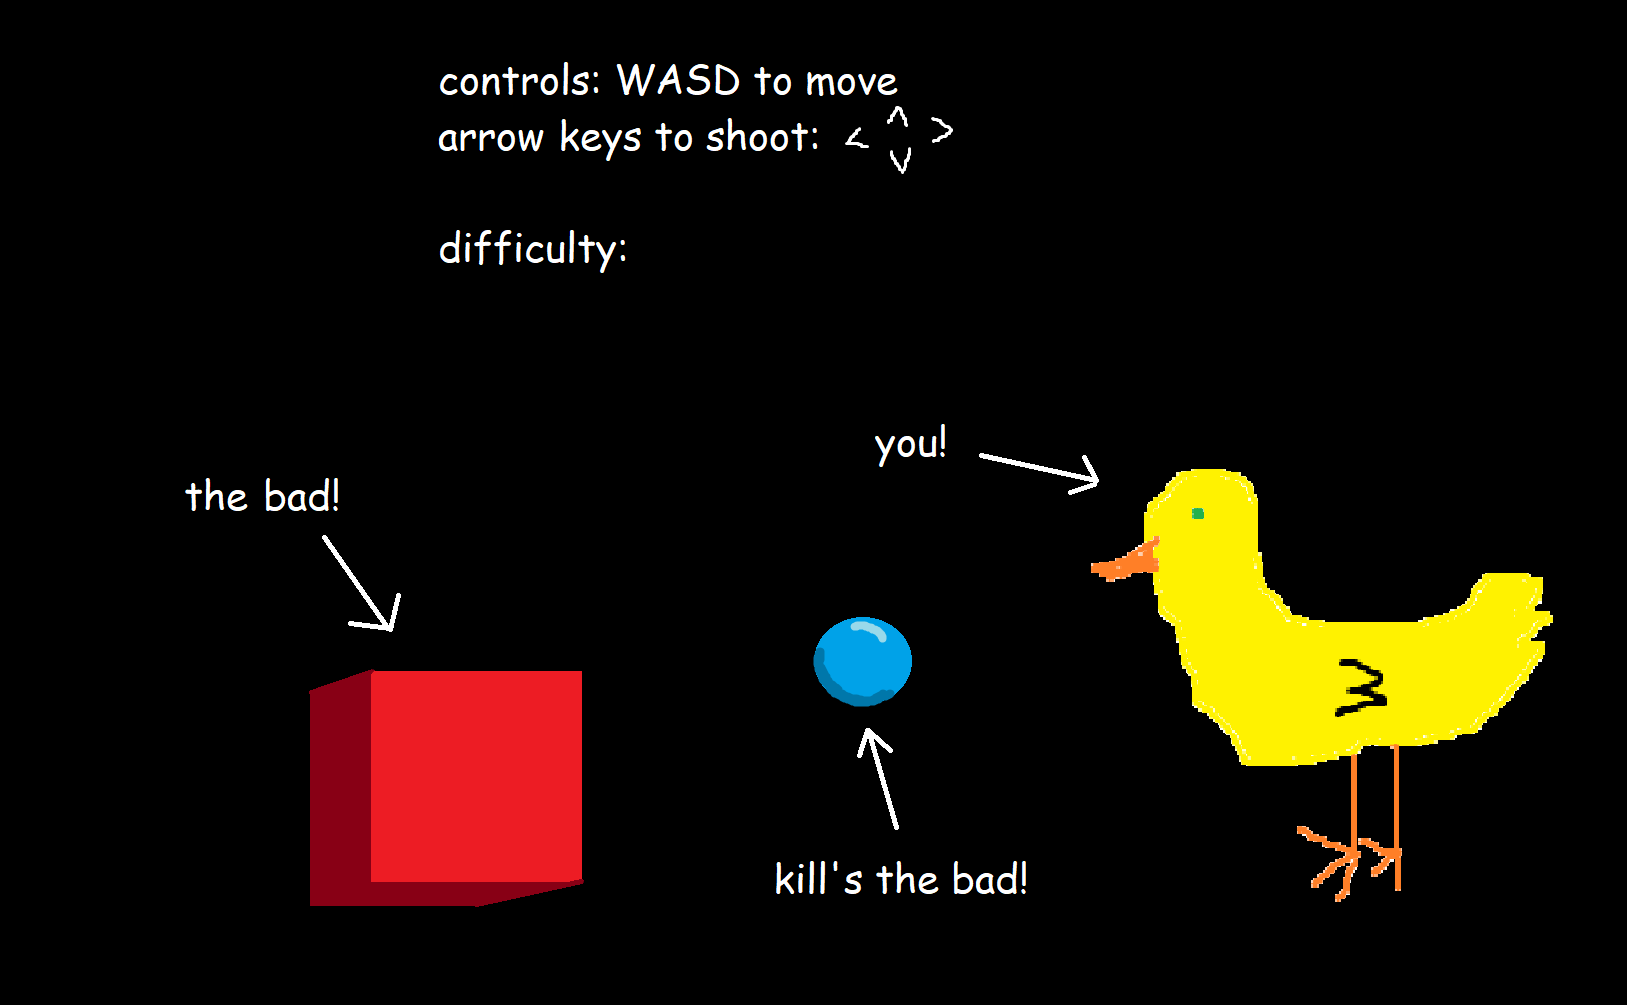 controls: WASD to move
arrow keys to shoot: < ^ v >
difficulty:
you!
the bad!
kill's the bad!